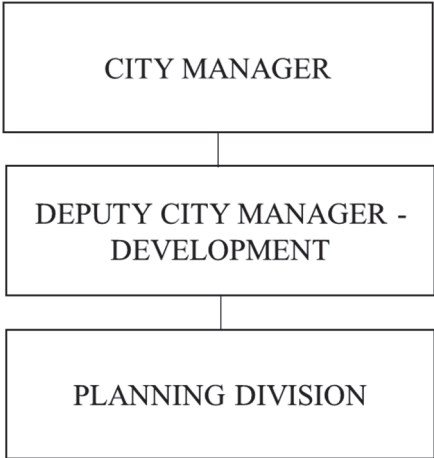 CITY MANAGER
DEPUTY CITY MANAGER -
DEVELOPMENT
PLANNING DIVISION